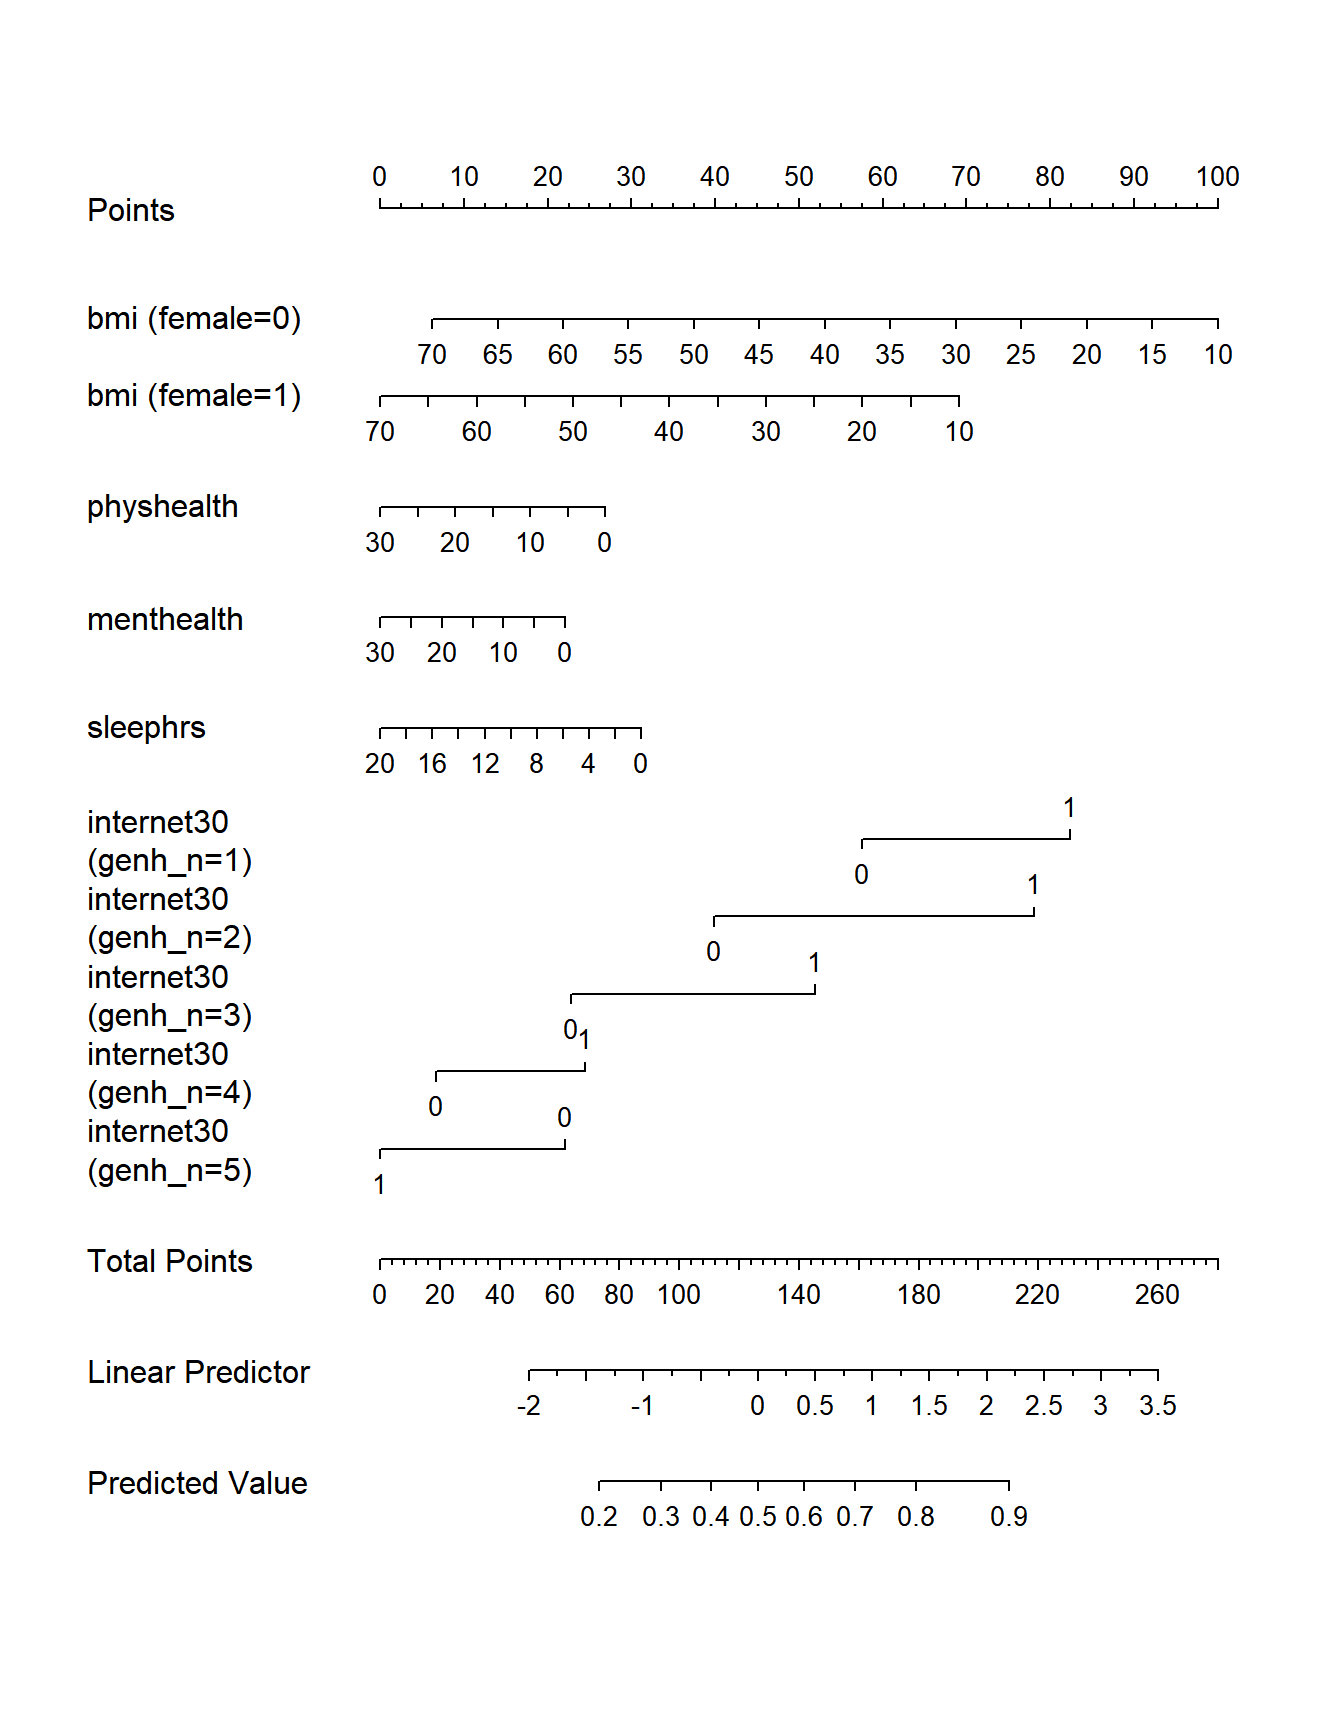 0 10 20 30 40 50 60 70 80 90 100
Points
bmi (female=0)
70 65 60 55 50 45 40 35 30 25 20 15 10
bmi (female=1)
70 60 50 40 30 20 10
physhealth
30 20 10 0
menthealth
30 20 10 0
sleephrs
20 16 12 8 4 0
internet30
(genh_n=1)
1
0
internet30
(genh_n=2)
1
0
internet30
(genh_n=3)
1
0
internet30
(genh_n=4)
1
0
internet30
(genh_n=5)
0
1
Total Points
0 20 40 60 80 100 140 180 220 260
Linear Predictor
-2 -1 0 0.5 1 1.5 2 2.5 3 3.5
Predicted Value
0.2 0.3 0.4 0.5 0.6 0.7 0.8 0.9